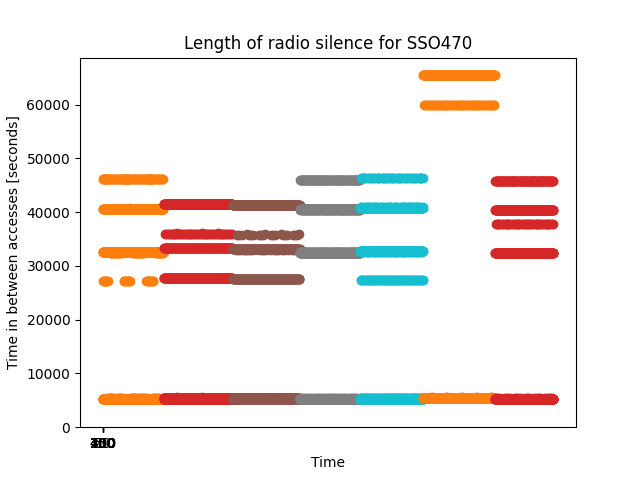 Length of radio silence for SSO470
Time in between accesses [seconds]
60000
50000
40000
30000
20000
10000
0
Time